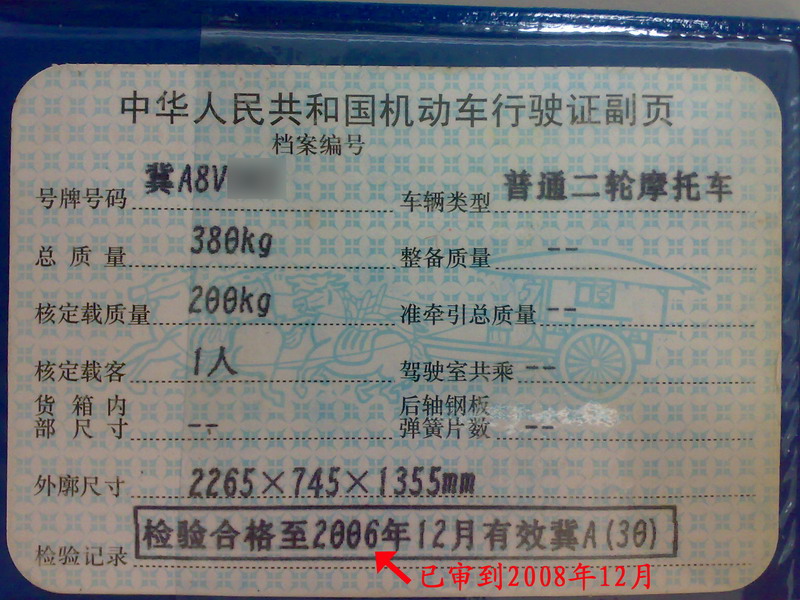 中华人民共和国机动车行驶证副页
档案编号
号牌号码 冀A8V 车辆类型 普通二轮摩托车
总质量 380kg 整备质量 --
核定载质量 200kg 准牵引总质量 --
核定载客 1人 驾驶室共乘 --
货箱内 后轴钢板
部尺寸 -- 弹簧片数 --
外廓尺寸 2265×745×1355mm
检验记录 检验合格至2006年12月有效冀A(30)
已审到2008年12月